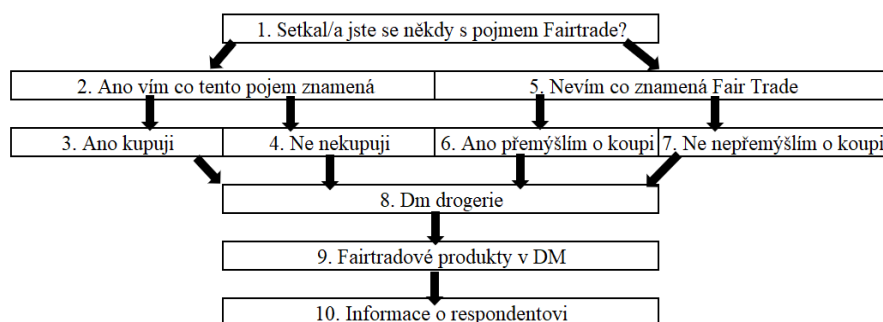 1. Setkal/a jste se někdy s pojmem Fairtrade?
2. Ano vím co tento pojem znamená
5. Nevím co znamená Fair Trade
3. Ano kupuji
4. Ne nekupuji
6. Ano přemýšlím o koupi
7. Ne nepřemýšlím o koupi
8. Dm drogerie
9. Fairtradové produkty v DM
10. Informace o respondentovi